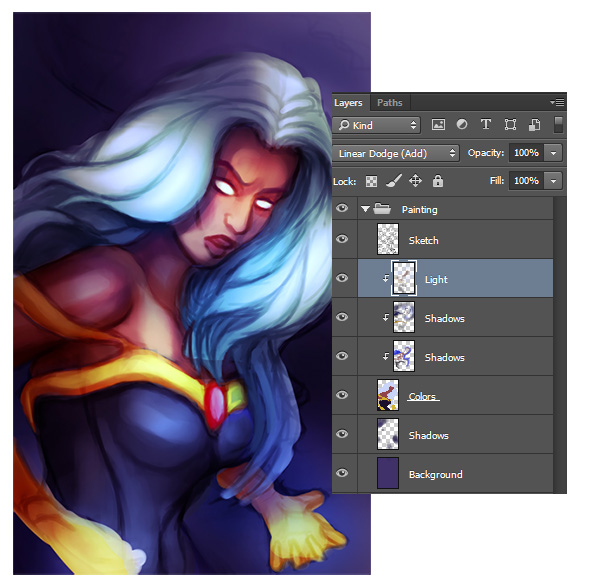 Layers Paths
Kind
Linear Dodge (Add) Opacity: 100%
Lock: Fill: 100%
Painting
Sketch
Light
Shadows
Shadows
Colors
Shadows
Background